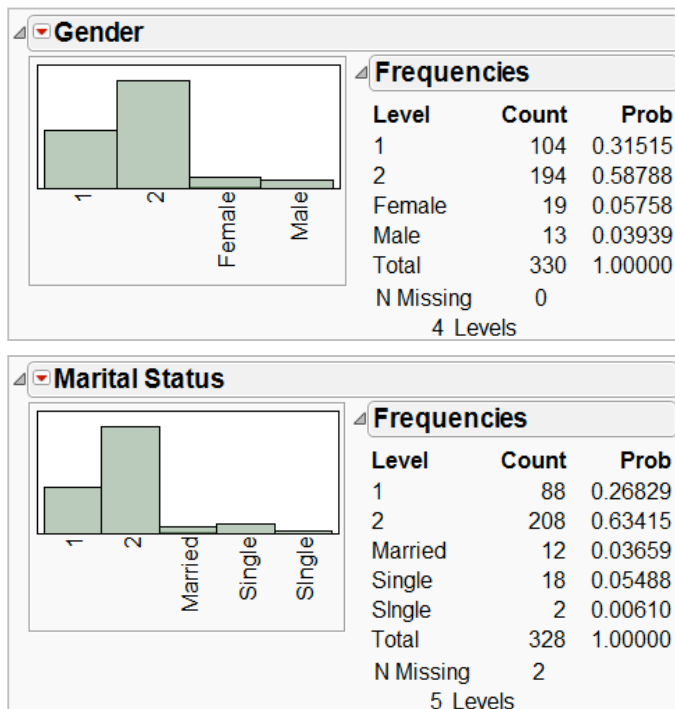 Gender
Frequencies
Level Count Prob
1 104 0.31515
2 194 0.58788
Female 19 0.05758
Male 13 0.03939
Total 330 1.00000
N Missing 0
4 Levels
1 2 Female Male
Marital Status
Frequencies
Level Count Prob
1 88 0.26829
2 208 0.63415
Married 12 0.03659
Single 18 0.05488
SIngle 2 0.00610
Total 328 1.00000
N Missing 2
5 Levels
1 2 Married Single SIngle